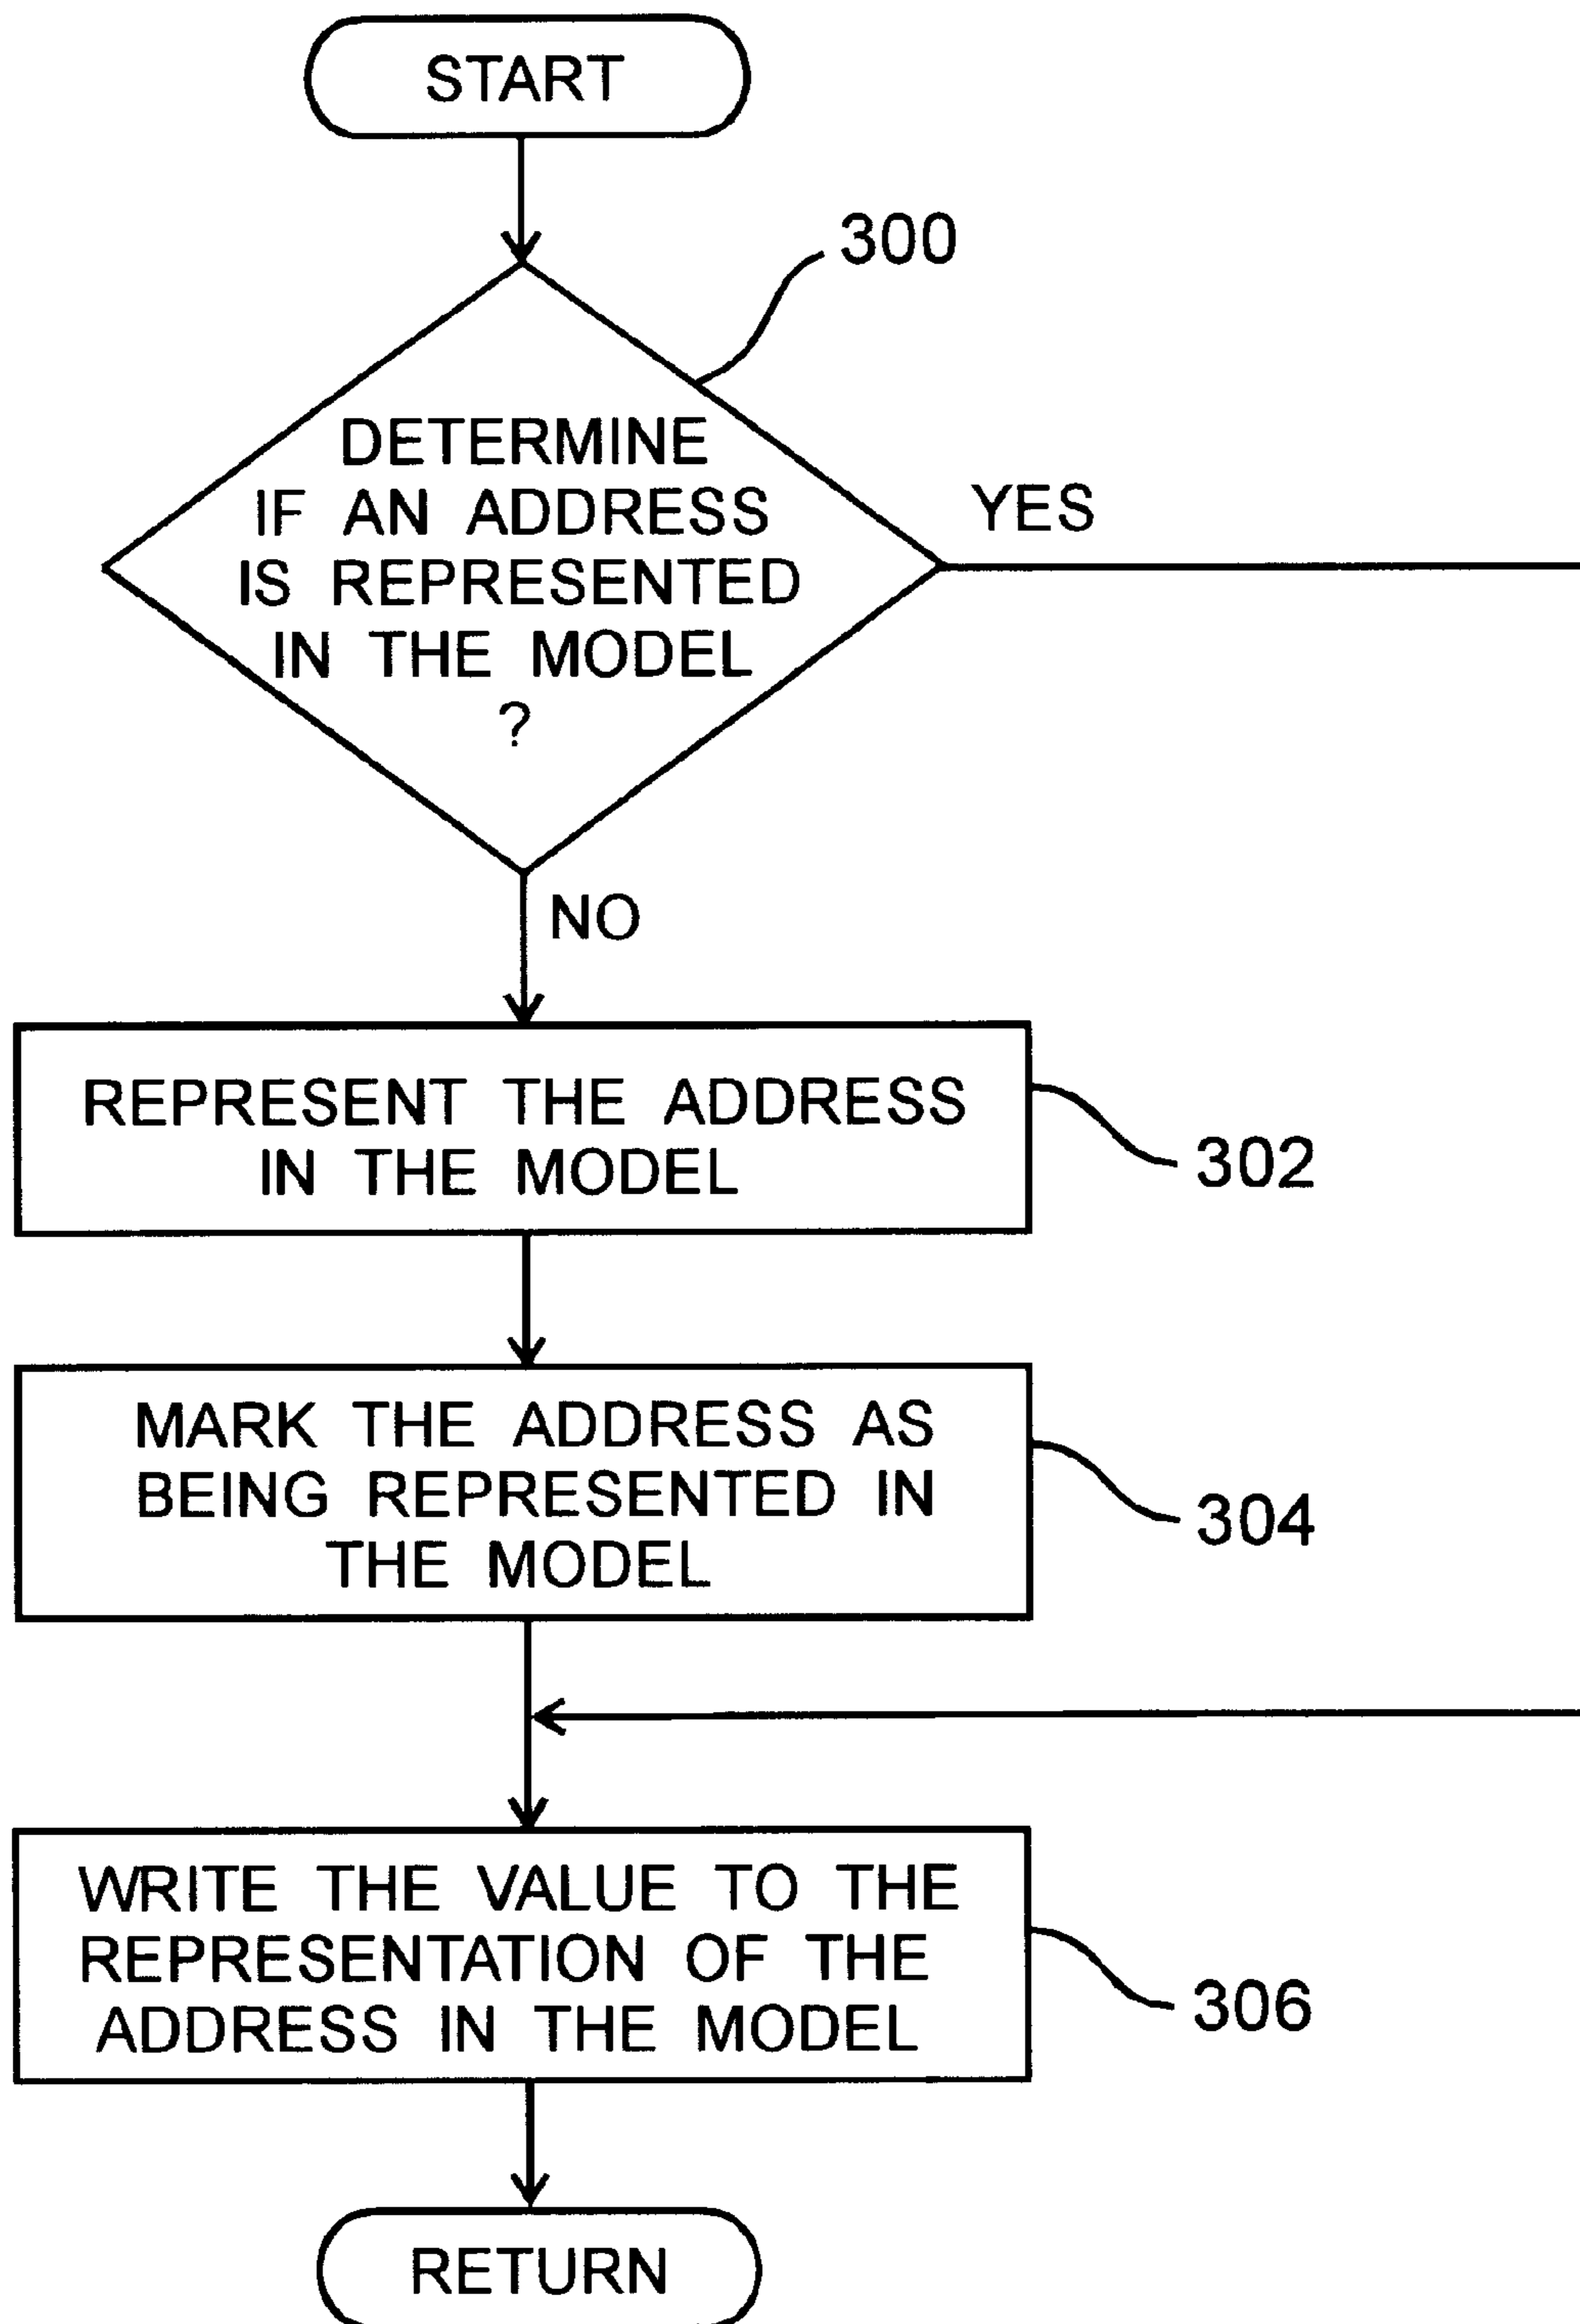 START
300
DETERMINE
IF AN ADDRESS
IS REPRESENTED
IN THE MODEL
?
YES
NO
REPRESENT THE ADDRESS
IN THE MODEL
302
MARK THE ADDRESS AS
BEING REPRESENTED IN
THE MODEL
304
WRITE THE VALUE TO THE
REPRESENTATION OF THE
ADDRESS IN THE MODEL
306
RETURN